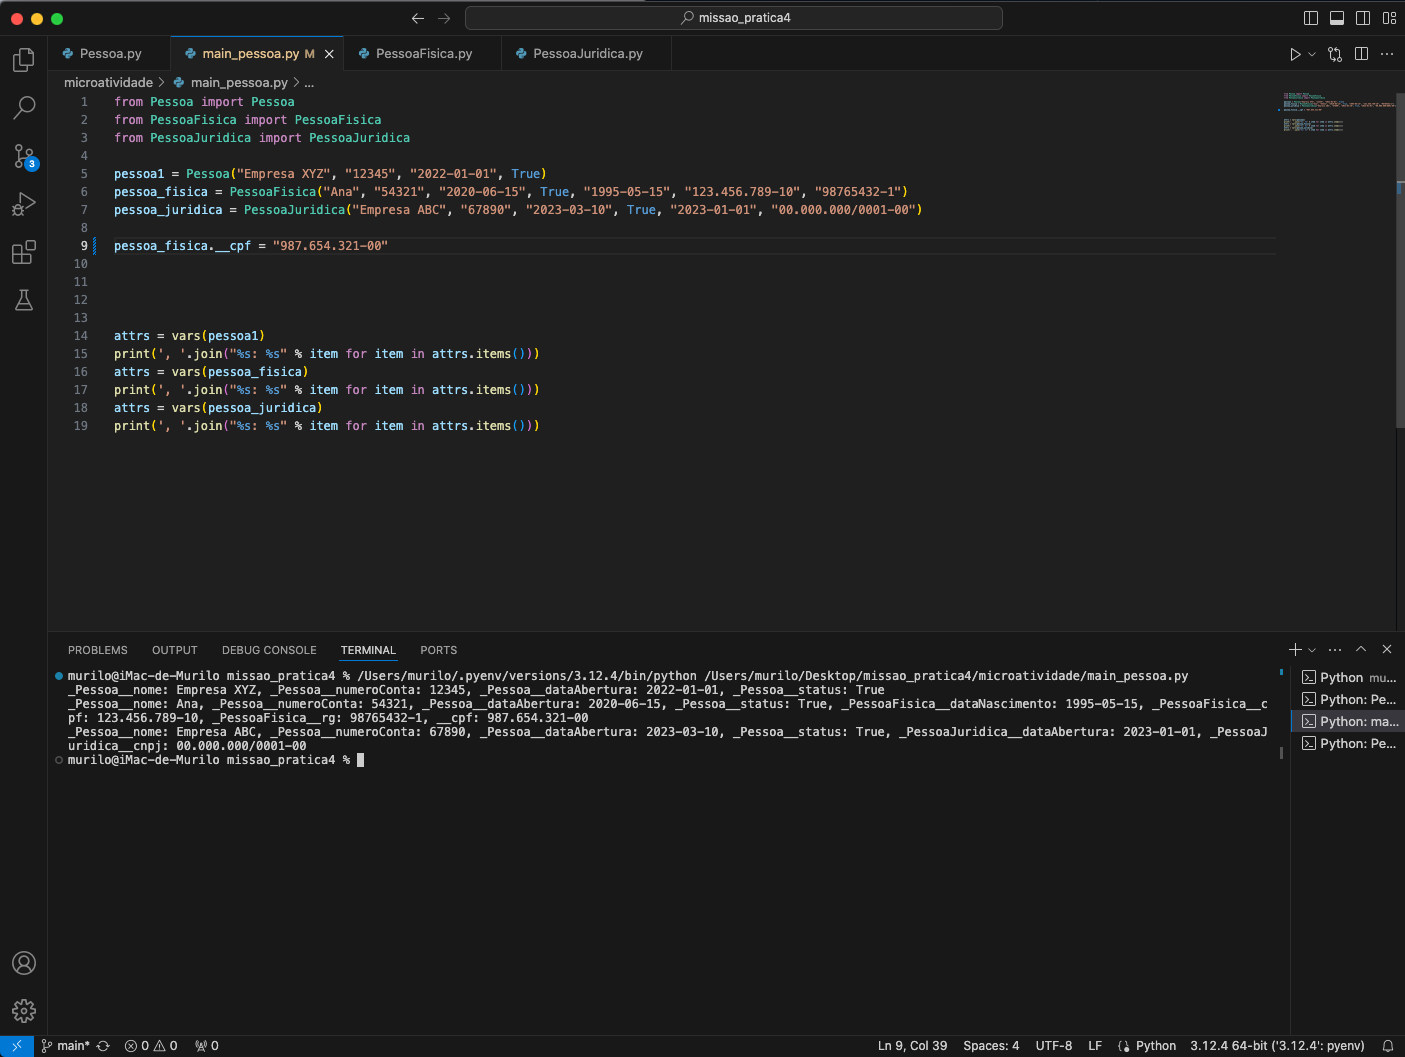 missao_pratica4
Pessoa.py
main_pessoa.py M
PessoaFisica.py
PessoaJuridica.py
microatividade > main_pessoa.py > ...
1 from Pessoa import Pessoa
2 from PessoaFisica import PessoaFisica
3 from PessoaJuridica import PessoaJuridica
4
5 pessoa1 = Pessoa("Empresa XYZ", "12345", "2022-01-01", True)
6 pessoa_fisica = PessoaFisica("Ana", "54321", "2020-06-15", True, "1995-05-15", "123.456.789-10", "98765432-1")
7 pessoa_juridica = PessoaJuridica("Empresa ABC", "67890", "2023-03-10", True, "2023-01-01", "00.000.000/0001-00")
8
9 pessoa_fisica.__cpf = "987.654.321-00"
10
11
12
13
14 attrs = vars(pessoa1)
15 print(', '.join("%s: %s" % item for item in attrs.items()))
16 attrs = vars(pessoa_fisica)
17 print(', '.join("%s: %s" % item for item in attrs.items()))
18 attrs = vars(pessoa_juridica)
19 print(', '.join("%s: %s" % item for item in attrs.items()))
3
PROBLEMS OUTPUT DEBUG CONSOLE TERMINAL PORTS
murilo@iMac-de-Murilo missao_pratica4 % /Users/murilo/.pyenv/versions/3.12.4/bin/python /Users/murilo/Desktop/missao_pratica4/microatividade/main_pessoa.py
_Pessoa__nome: Empresa XYZ, _Pessoa__numeroConta: 12345, _Pessoa__dataAbertura: 2022-01-01, _Pessoa__status: True
_Pessoa__nome: Ana, _Pessoa__numeroConta: 54321, _Pessoa__dataAbertura: 2020-06-15, _Pessoa__status: True, _PessoaFisica__dataNascimento: 1995-05-15, _PessoaFisica__c
pf: 123.456.789-10, _PessoaFisica__rg: 98765432-1, __cpf: 987.654.321-00
_Pessoa__nome: Empresa ABC, _Pessoa__numeroConta: 67890, _Pessoa__dataAbertura: 2023-03-10, _Pessoa__status: True, _PessoaJuridica__dataAbertura: 2023-01-01, _PessoaJ
uridica__cnpj: 00.000.000/0001-00
murilo@iMac-de-Murilo missao_pratica4 %
Python mu...
Python: Pe...
Python: ma...
Python: Pe...
main* 0 0 0 Ln 9, Col 39 Spaces: 4 UTF-8 LF Python 3.12.4 64-bit ('3.12.4': pyenv)